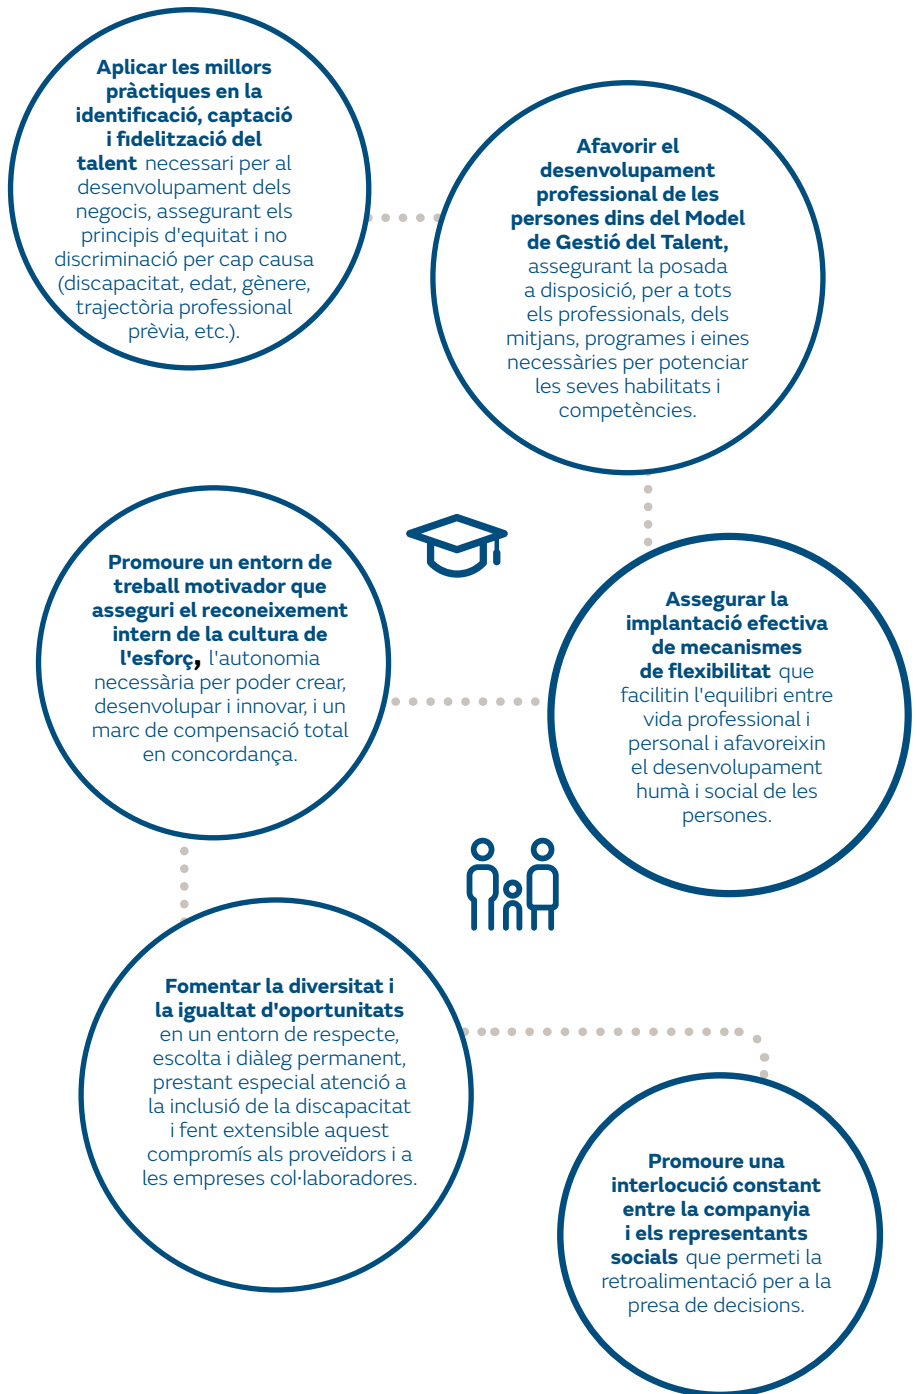 Aplicar les millors
pràctiques en la
identificació, captació
i fidelització del
talent necessari per al
desenvolupament dels
negocis, assegurant els
principis d'equitat i no
discriminació per cap causa
(discapacitat, edat, gènere,
trajectòria professional
prèvia, etc.).
Afavorir el
desenvolupament
professional de les
persones dins del Model
de Gestió del Talent,
assegurant la posada
a disposició, per a tots
els professionals, dels
mitjans, programes i eines
necessàries per potenciar
les seves habilitats i
competències.
Promoure un entorn de
treball motivador que
asseguri el reconeixement
intern de la cultura de
l'esforç, l'autonomia
necessària per poder crear,
desenvolupar i innovar, i un
marc de compensació total
en concordança.
Assegurar la
implantació efectiva
de mecanismes
de flexibilitat que
facilitin l'equilibri entre
vida professional i
personal i afavoreixin
el desenvolupament
humà i social de les
persones.
Fomentar la diversitat i
la igualtat d'oportunitats
en un entorn de respecte,
escolta i diàleg permanent,
prestant especial atenció a
la inclusió de la discapacitat
i fent extensible aquest
compromís als proveïdors i a
les empreses col·laboradores.
Promoure una
interlocució constant
entre la companyia
i els representants
socials que permeti la
retroalimentació per a la
presa de decisions.